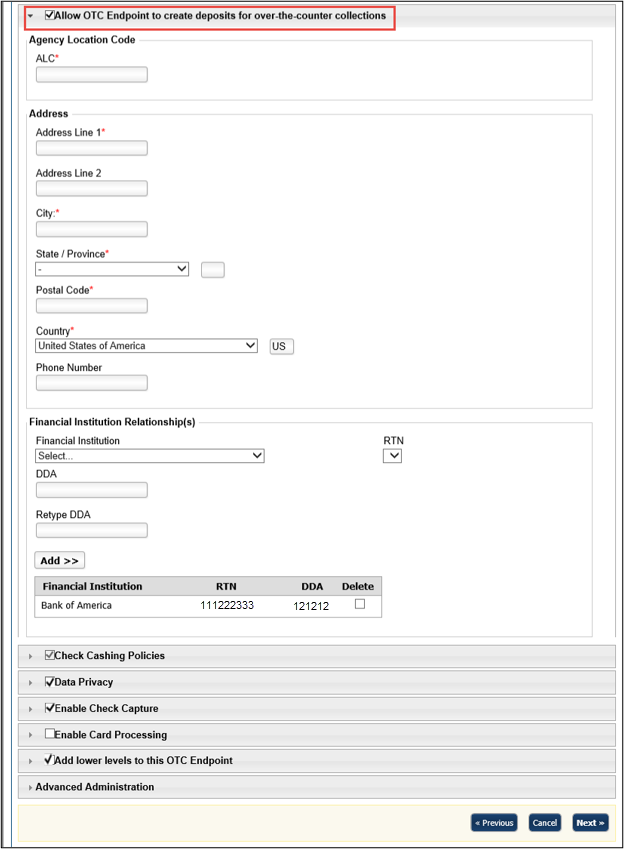 Allow OTC Endpoint to create deposits for over-the-counter collections
Agency Location Code
ALC*
Address
Address Line 1*
Address Line 2
City:*
State / Province*
-
Postal Code*
Country*
United States of America US
Phone Number
Financial Institution Relationship(s)
Financial Institution RTN
Select...
DDA
Retype DDA
Add >>
Financial Institution RTN DDA Delete
Bank of America 111222333 121212
Check Cashing Policies
Data Privacy
Enable Check Capture
Enable Card Processing
Add lower levels to this OTC Endpoint
Advanced Administration
« Previous Cancel Next »